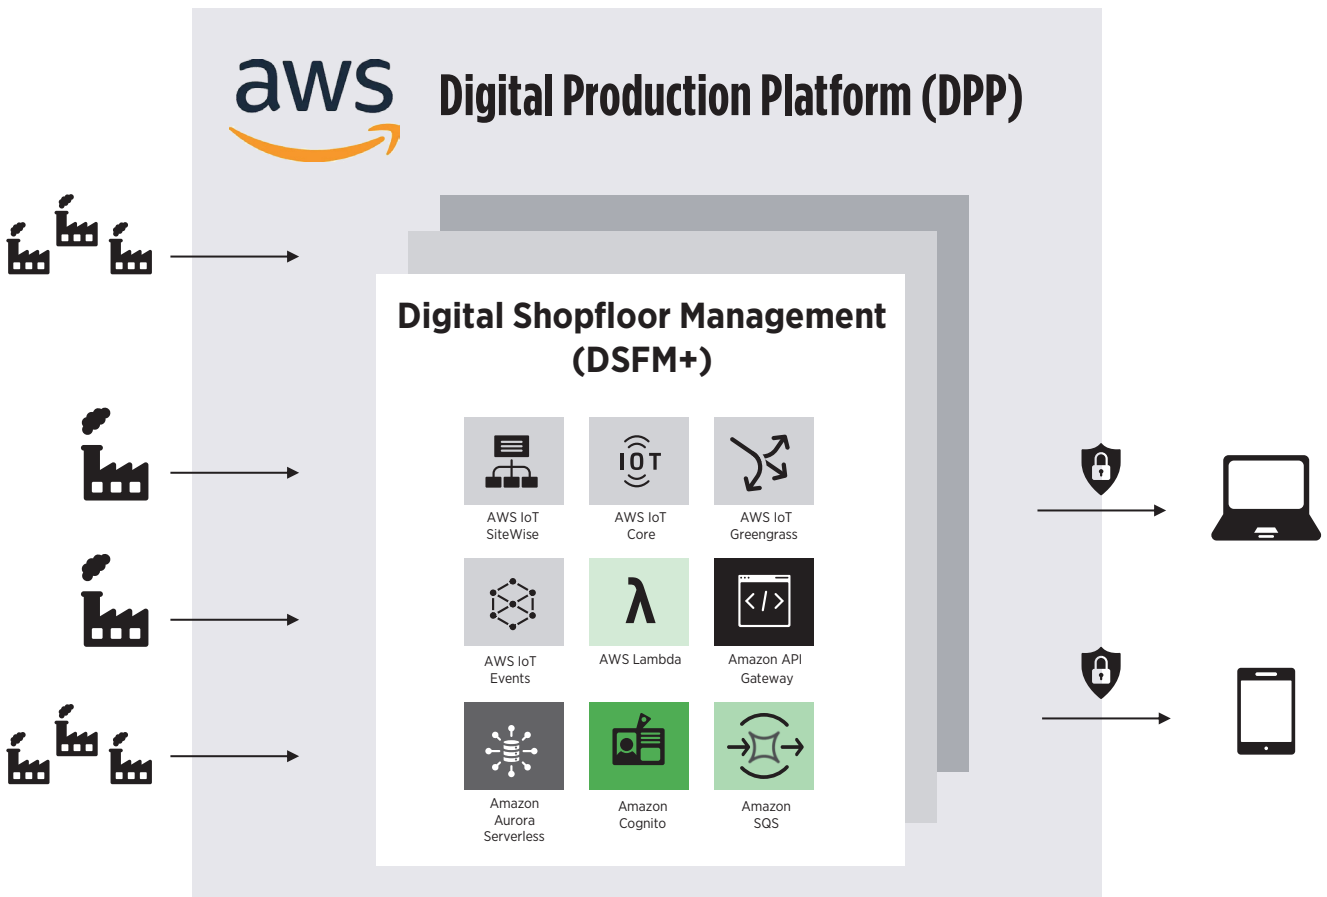 aws
Digital Production Platform (DPP)
Digital Shopfloor Management
(DSFM+)
IOT
AWS IoT
SiteWise
AWS IoT
Core
AWS IoT
Greengrass
λ
</>
AWS IoT
Events
AWS Lambda
Amazon API
Gateway
Amazon
Aurora
Serverless
Amazon
Cognito
Amazon
SQS